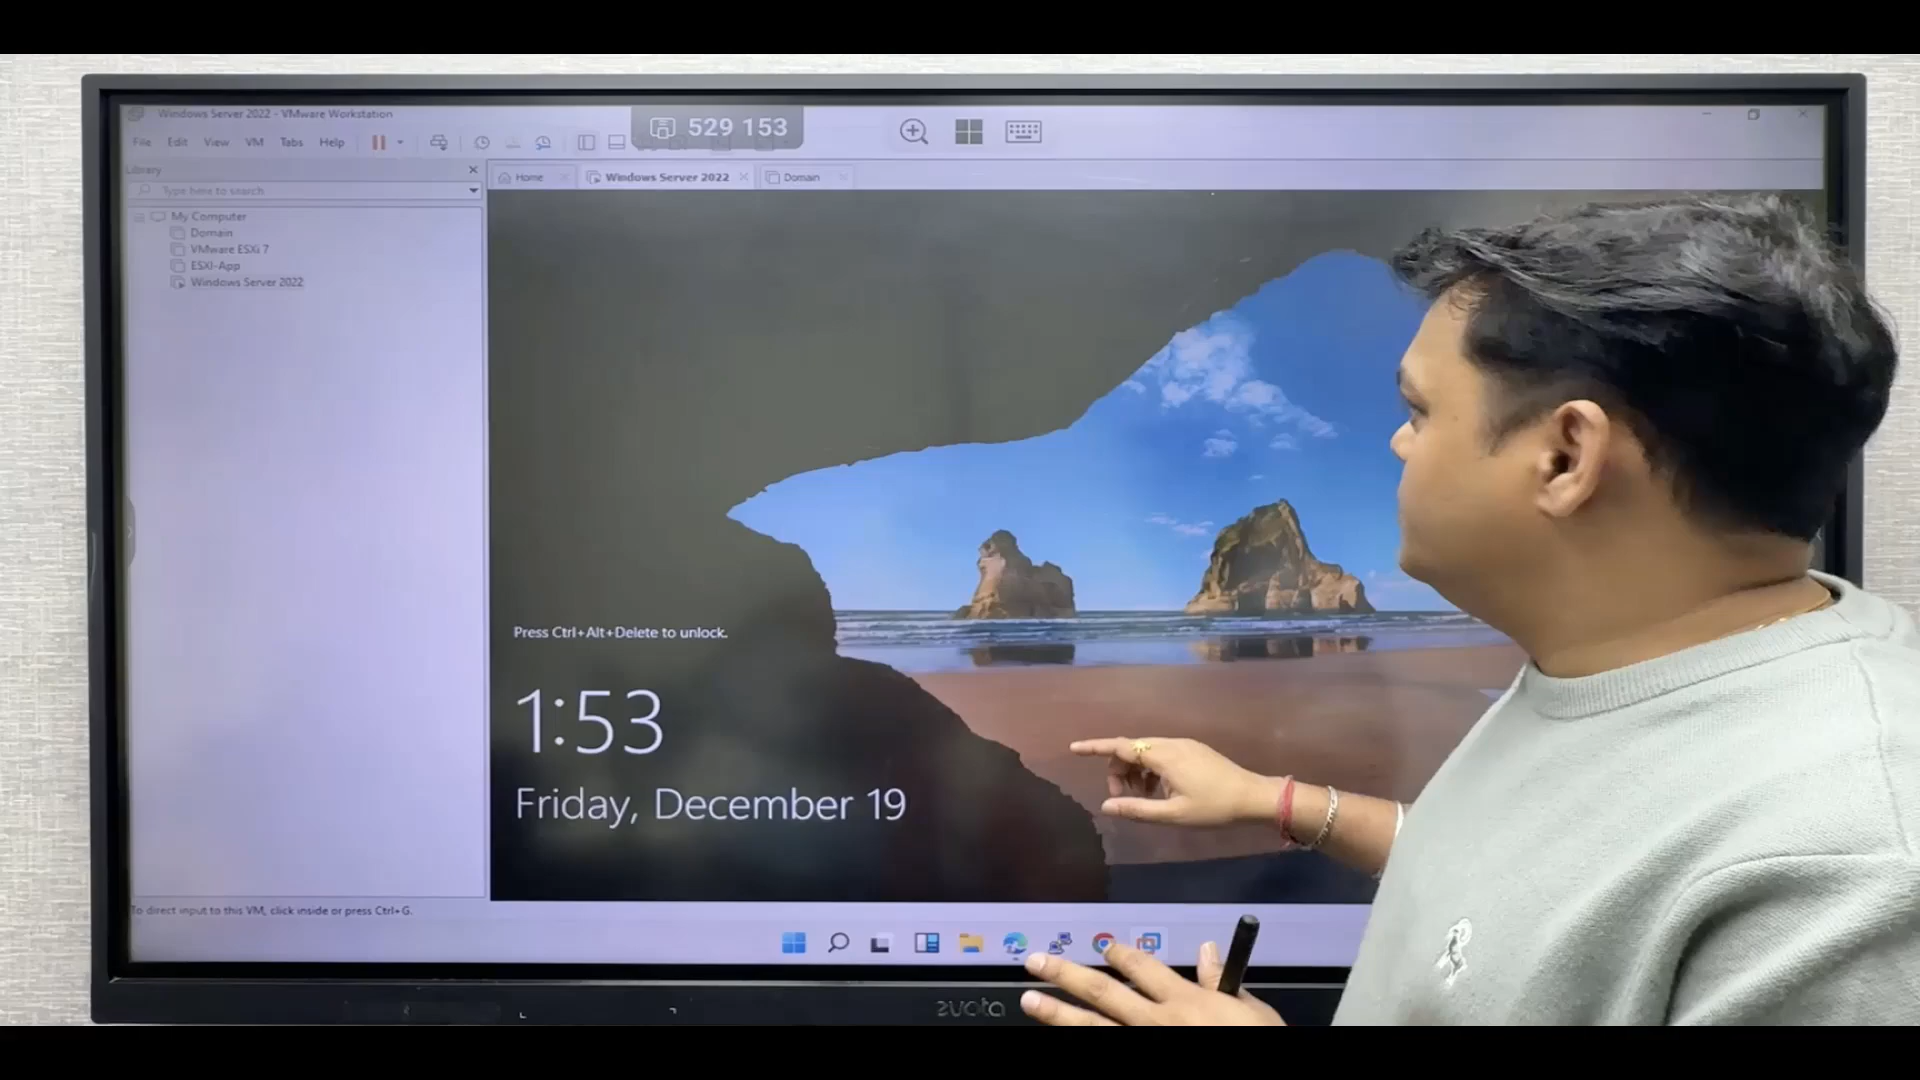 Windows Server 2022 - VMware Workstation
529 153
File Edit View VM Tabs Help
Library
Type here to search
Home
Windows Server 2022
Domain
My Computer
Domain
VMware ESXi 7
ESXI-App
Windows Server 2022
Press Ctrl+Alt+Delete to unlock.
1:53
Friday, December 19
To direct input to this VM, click inside or press Ctrl+G.